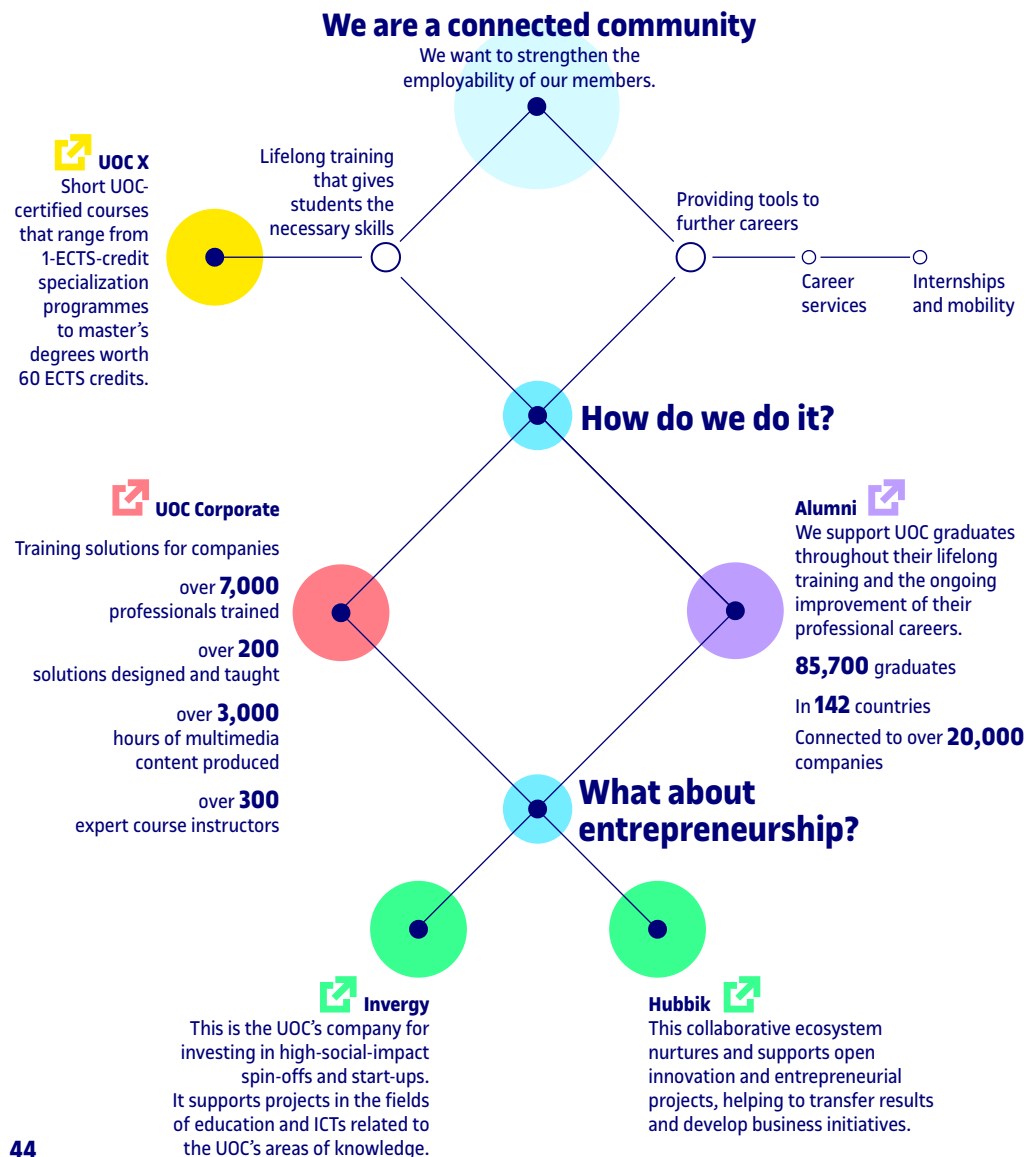 We are a connected community
We want to strengthen the
employability of our members.
UOC X
Short UOC-
certified courses
that range from
1-ECTS-credit
specialization
programmes
to master's
degrees worth
60 ECTS credits.
Lifelong training
that gives
students the
necessary skills
Providing tools to
further careers
Career
services
Internships
and mobility
How do we do it?
UOC Corporate
Training solutions for companies
over 7,000
professionals trained
over 200
solutions designed and taught
over 3,000
hours of multimedia
content produced
over 300
expert course instructors
Alumni
We support UOC graduates
throughout their lifelong
training and the ongoing
improvement of their
professional careers.
85,700 graduates
In 142 countries
Connected to over 20,000
companies
What about
entrepreneurship?
Invergy
This is the UOC's company for
investing in high-social-impact
spin-offs and start-ups.
It supports projects in the fields
of education and ICTs related to
the UOC's areas of knowledge.
Hubbik
This collaborative ecosystem
nurtures and supports open
innovation and entrepreneurial
projects, helping to transfer results
and develop business initiatives.
44